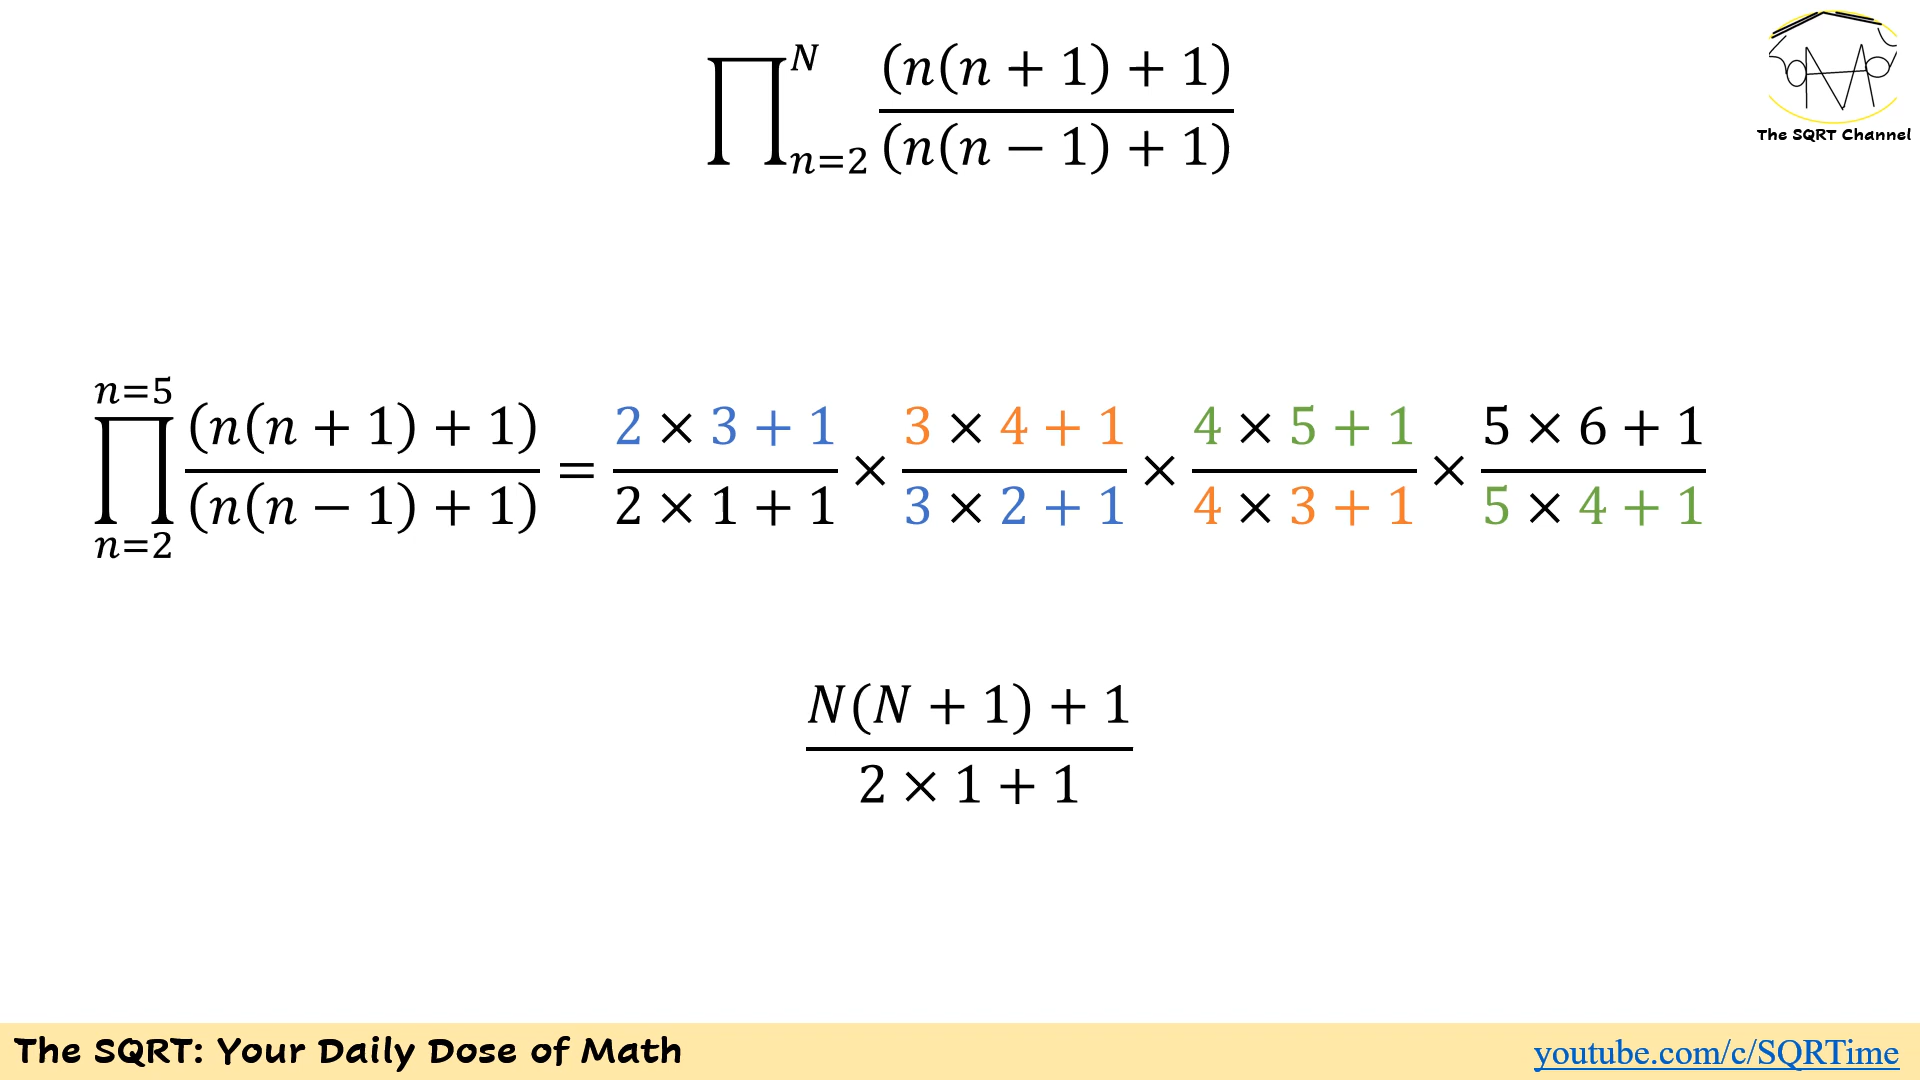 ∏_{n=2}^{N} (n(n + 1) + 1)/(n(n − 1) + 1)
The SQRT Channel
∏_{n=2}^{n=5} (n(n + 1) + 1)/(n(n − 1) + 1) = (2 × 3 + 1)/(2 × 1 + 1) × (3 × 4 + 1)/(3 × 2 + 1) × (4 × 5 + 1)/(4 × 3 + 1) × (5 × 6 + 1)/(5 × 4 + 1)
N(N + 1) + 1
2 × 1 + 1
The SQRT: Your Daily Dose of Math
youtube.com/c/SQRTime